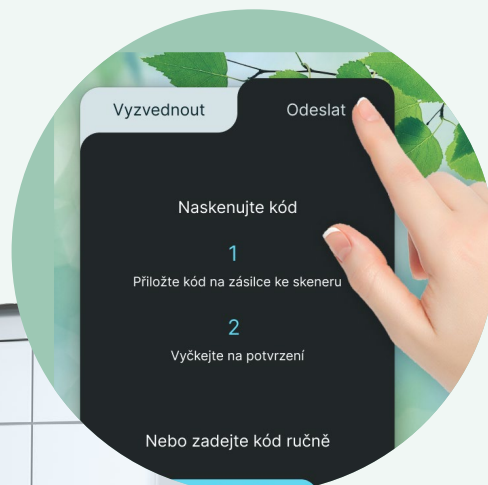 Vyzvednout
Odeslat
Naskenujte kód
1
Přiložte kód na zásilce ke skeneru
2
Vyčkejte na potvrzení
Nebo zadejte kód ručně